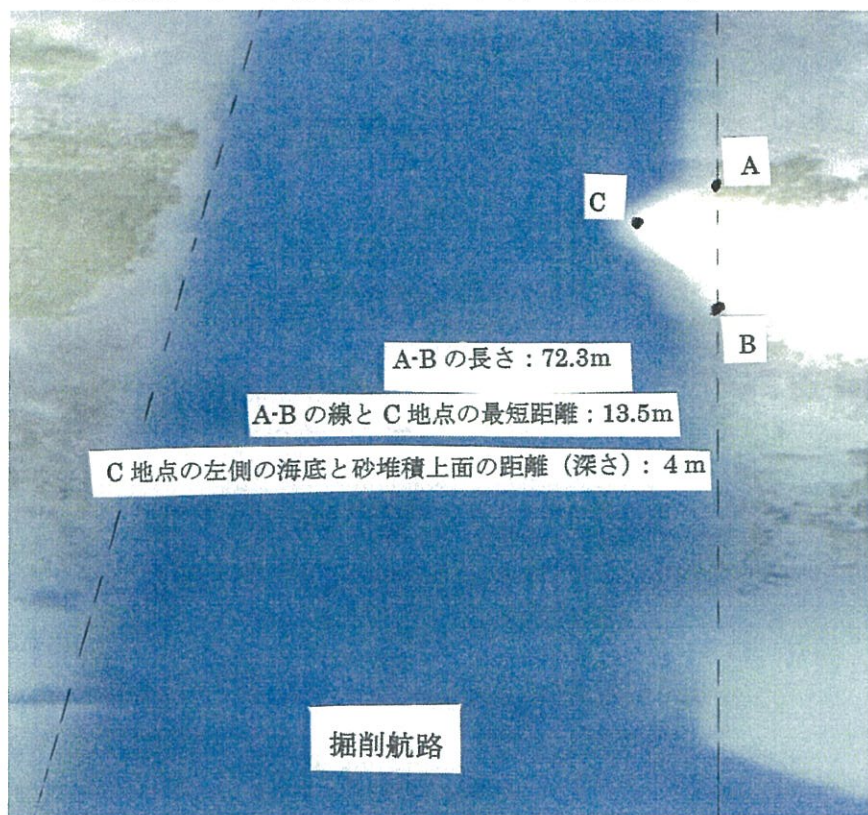 A
C
B
A-B の長さ：72.3m
A-B の線と C 地点の最短距離：13.5m
C 地点の左側の海底と砂堆積上面の距離（深さ）：４m
掘削航路